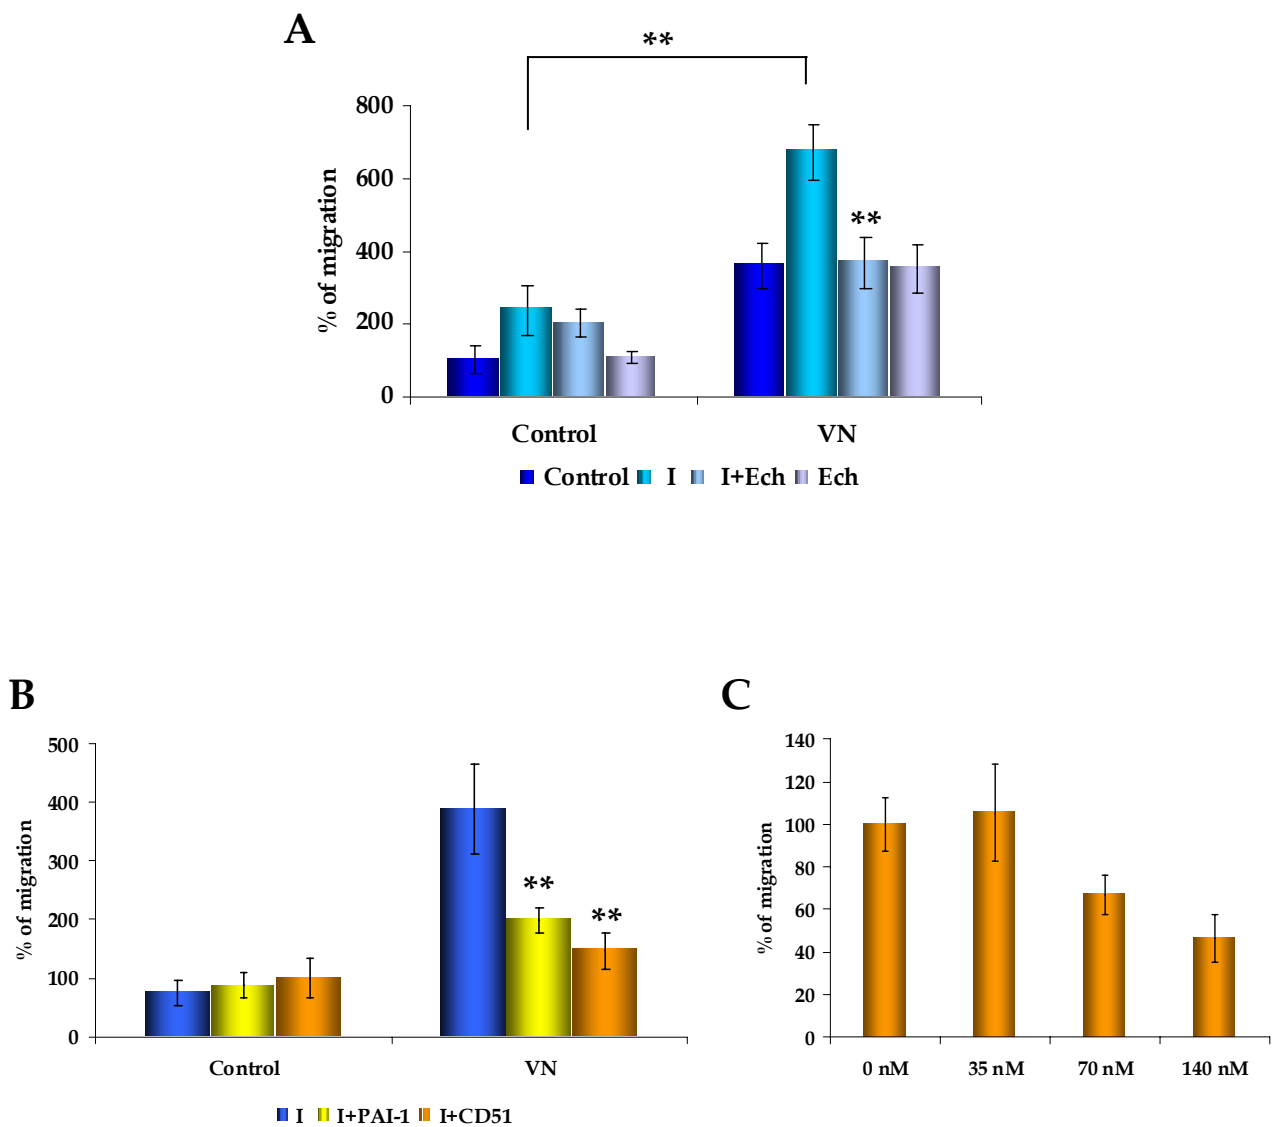 A
**
800
600
400
200
0
% of migration
**
Control VN
Control I I+Ech Ech
B
500
400
300
200
100
0
% of migration
**
**
Control VN
I I+PAI-1 I+CD51
C
140
120
100
80
60
40
20
0
% of migration
0 nM 35 nM 70 nM 140 nM